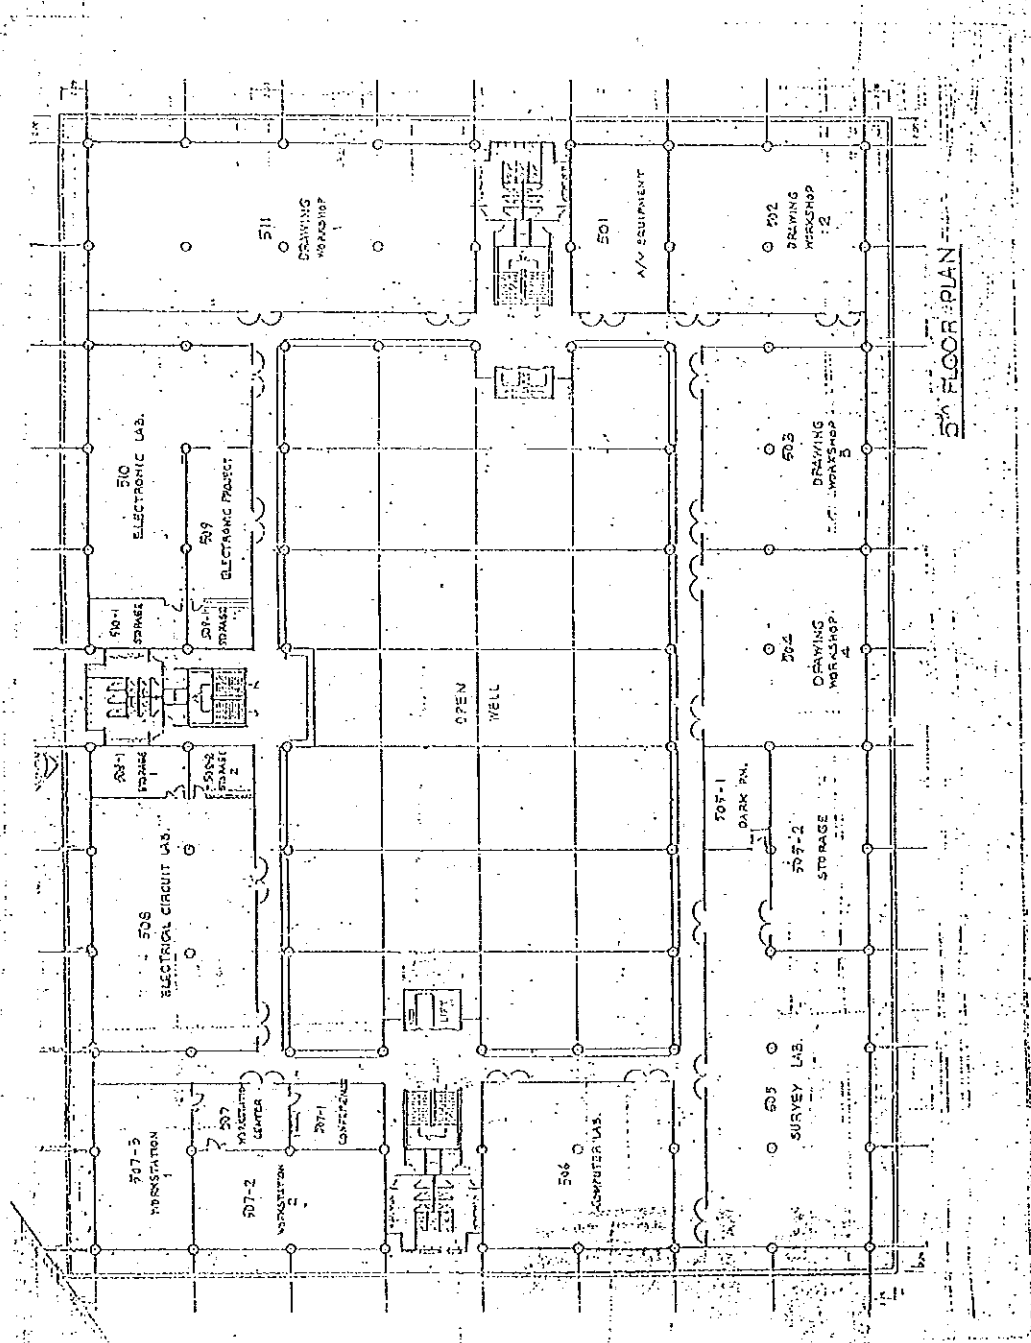 511
DRAWING
WORKSHOP
501
A/V EQUIPMENT
502
DRAWING
WORKSHOP
2
510
ELECTRONIC LAB.
509
ELECTRONIC PROJECT
510-1
STORAGE
509-1
STORAGE
503
DRAWING
WORKSHOP
3
504
DRAWING
WORKSHOP
4
OPEN
WELL
508-1
STORAGE
1
508-2
STORAGE
2
508
ELECTRICAL CIRCUIT LAB.
505-1
DARK RM.
505-2
STORAGE
LIFT
507-3
WORKSTATION
1
507
WORKSTATION
CENTER
507-1
CONFERENCE
507-2
WORKSTATION
2
506
COMPUTER LAB.
505
SURVEY LAB.
5th FLOOR PLAN